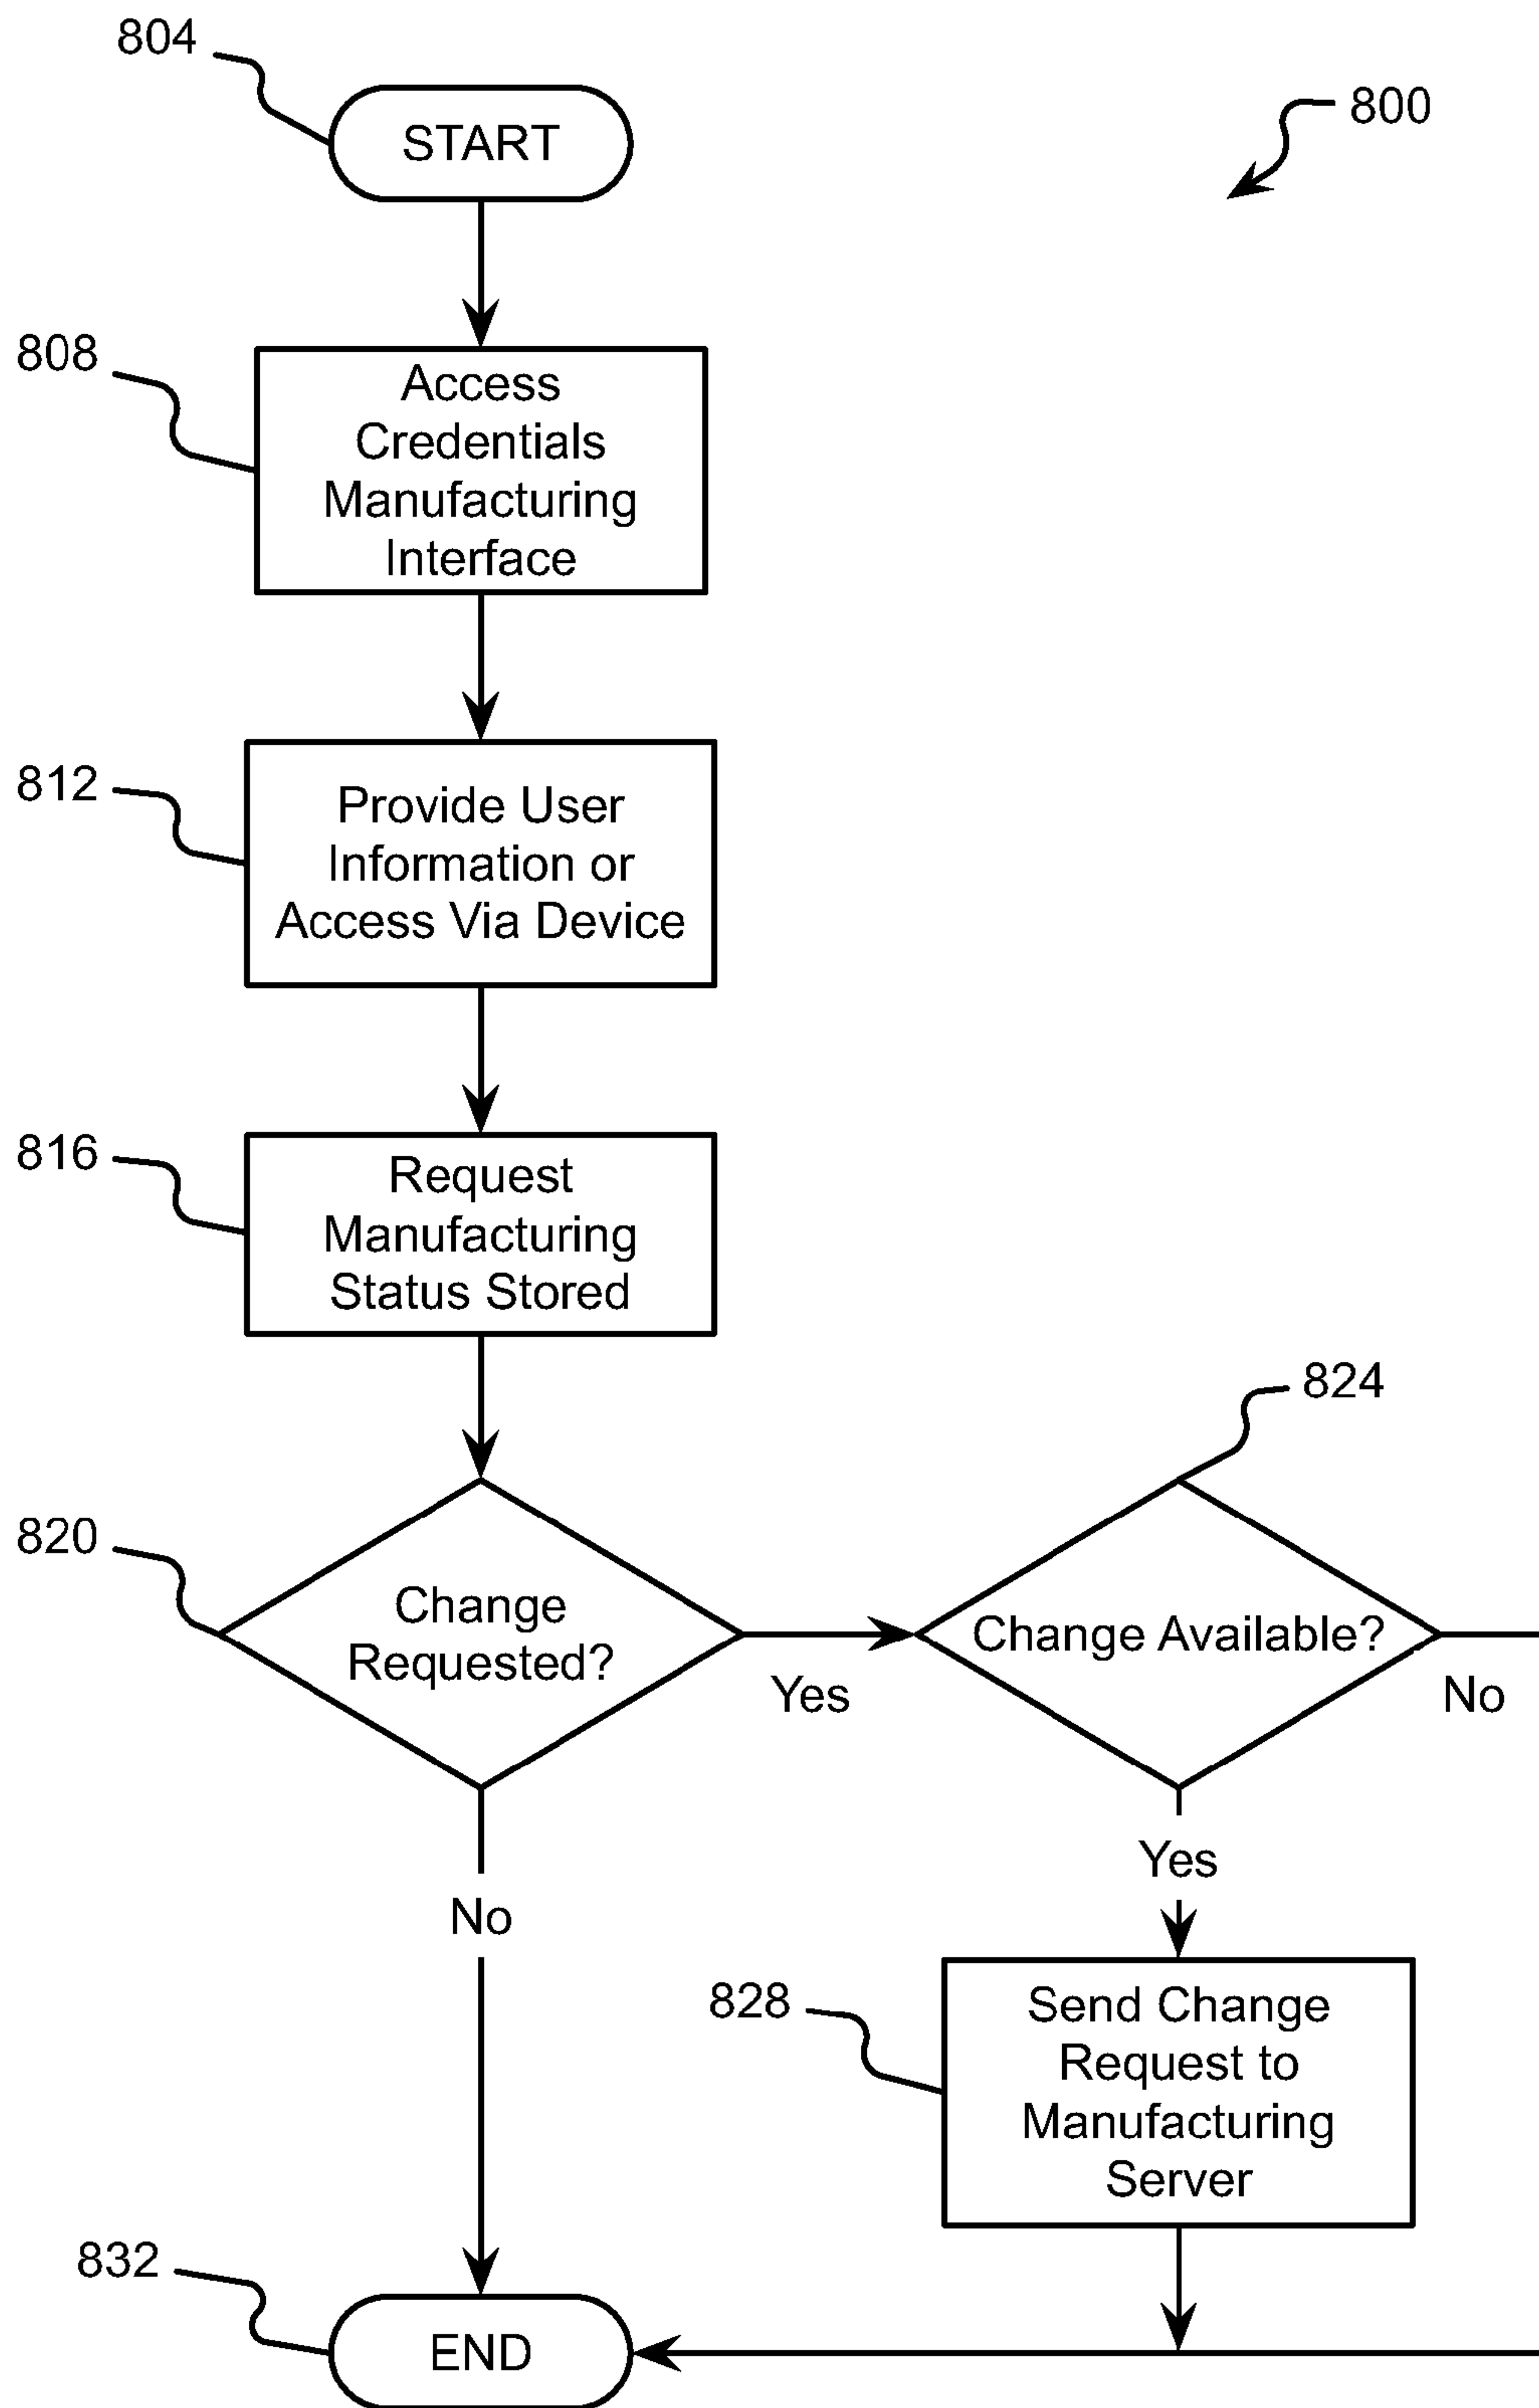 804
START
800
808
Access
Credentials
Manufacturing
Interface
812
Provide User
Information or
Access Via Device
816
Request
Manufacturing
Status Stored
824
820
Change
Requested?
Yes
Change Available?
No
Yes
No
828
Send Change
Request to
Manufacturing
Server
832
END